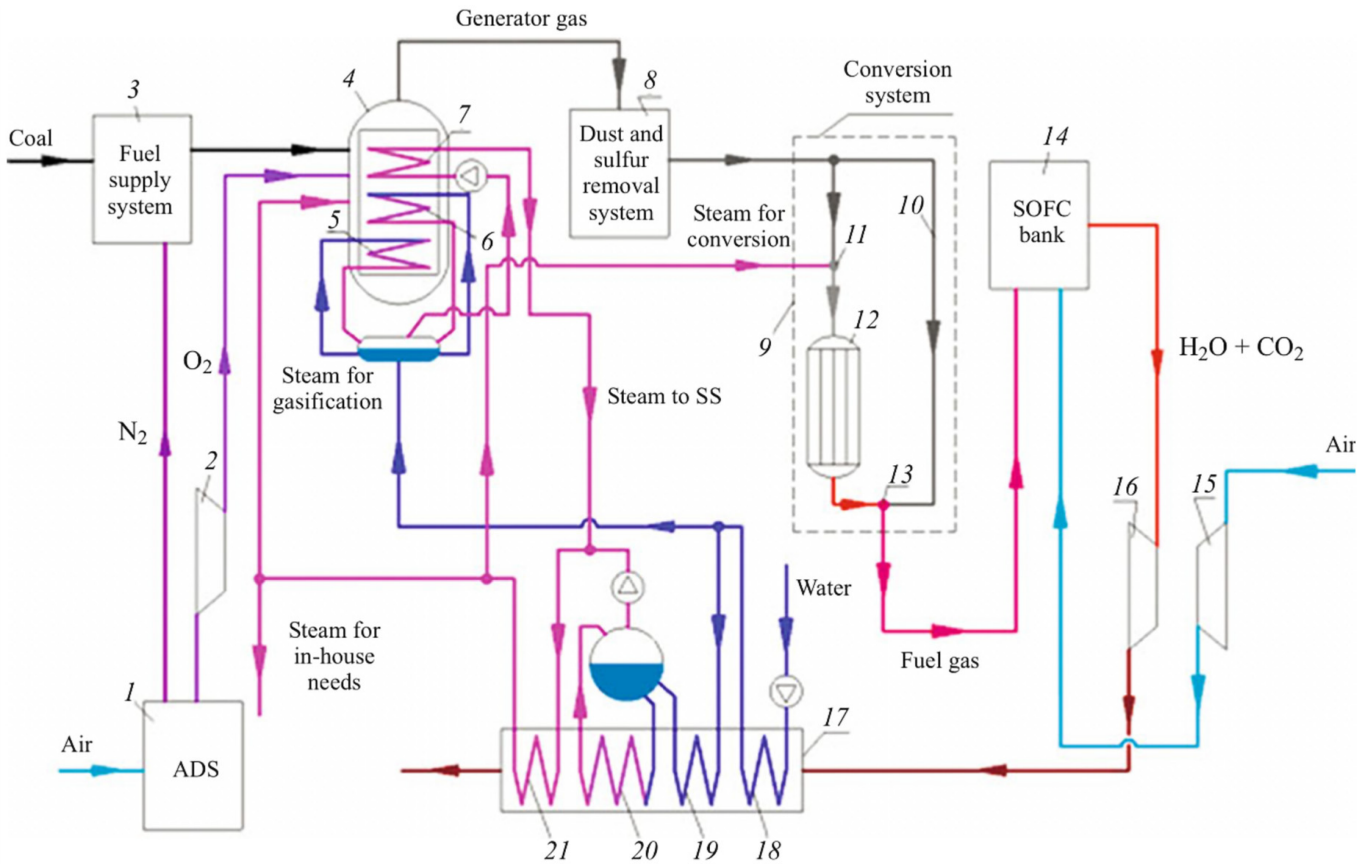 Generator gas
Conversion
system
3
4
7
8
14
Coal
Fuel
supply
system
Dust and
sulfur
removal
system
SOFC
bank
10
5
6
Steam for
conversion
11
9
12
H₂O + CO₂
O₂
Steam for
gasification
Steam to SS
N₂
2
13
16
15
Air
Water
Steam for
in-house
needs
Fuel gas
1
17
Air
ADS
21
20
19
18